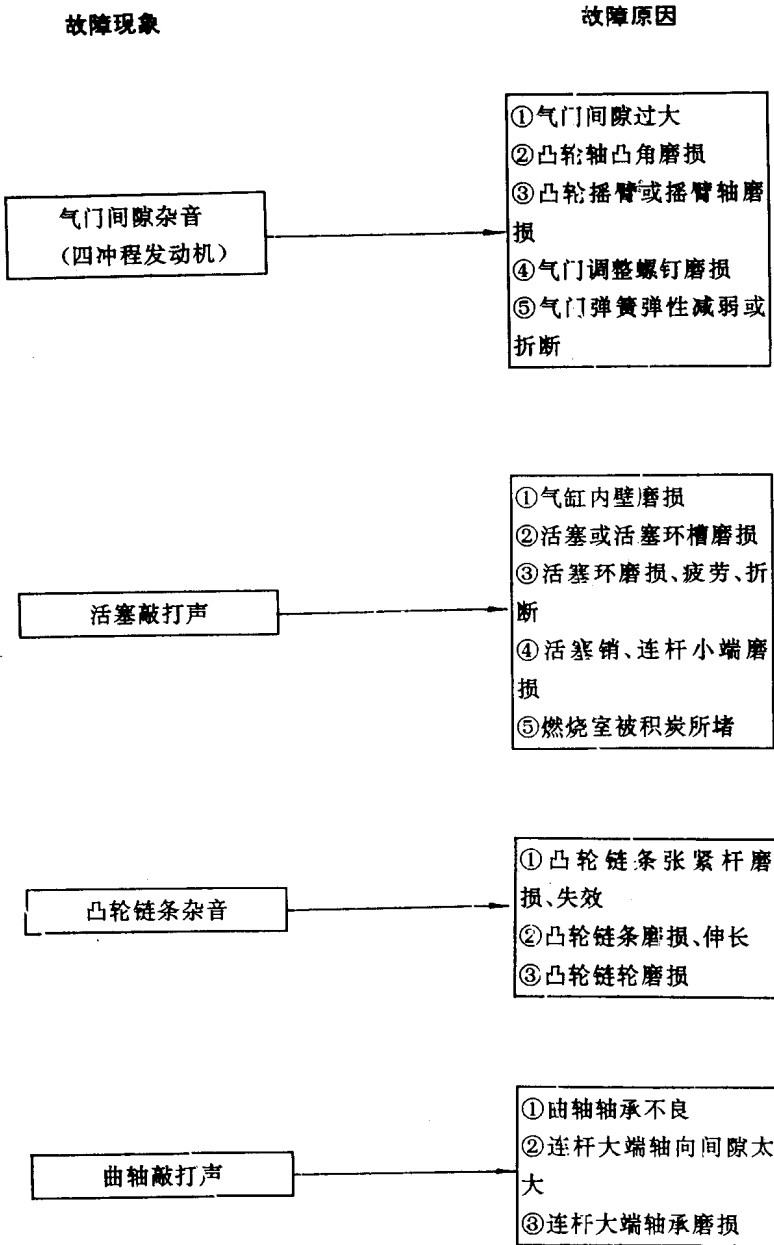 故障现象
故障原因
气门间隙杂音
（四冲程发动机）
①气门间隙过大
②凸轮轴凸角磨损
③凸轮摇臂或摇臂轴磨
损
④气门调整螺钉磨损
⑤气门弹簧弹性减弱或
折断
活塞敲打声
①气缸内壁磨损
②活塞或活塞环槽磨损
③活塞环磨损、疲劳、折
断
④活塞销、连杆小端磨
损
⑤燃烧室被积炭所堵
凸轮链条杂音
①凸轮链条张紧杆磨
损、失效
②凸轮链条磨损、伸长
③凸轮链轮磨损
曲轴敲打声
①曲轴轴承不良
②连杆大端轴向间隙太
大
③连杆大端轴承磨损